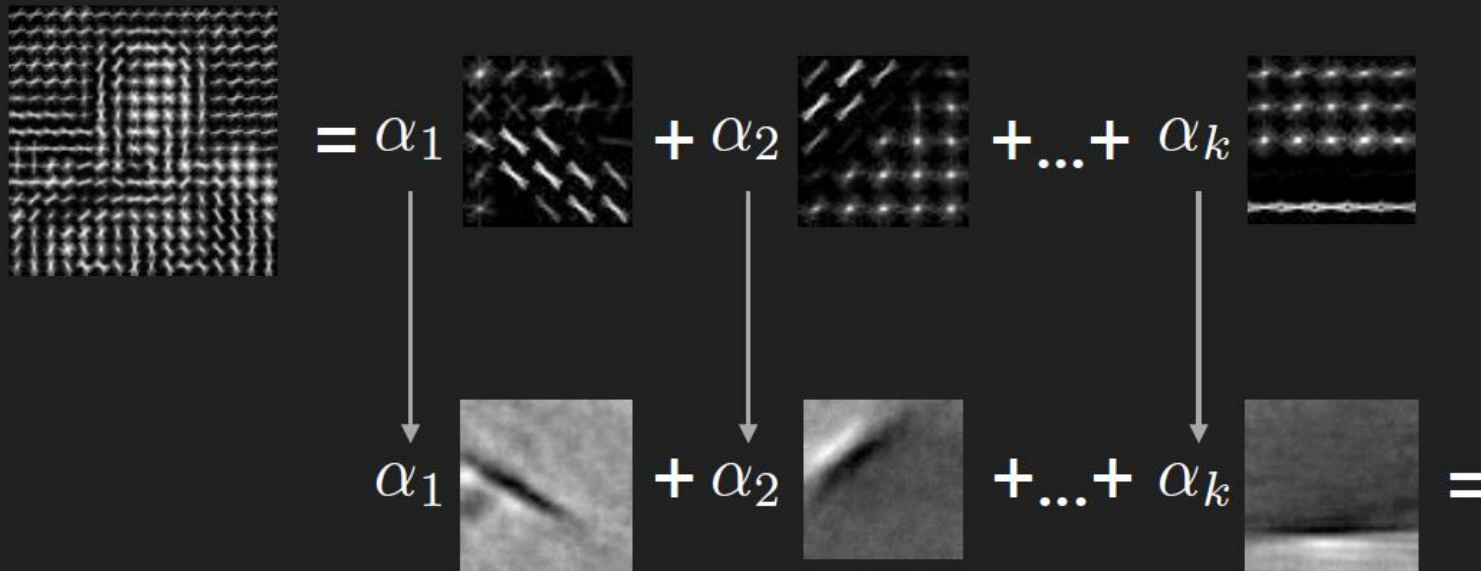 = α₁ + α₂ +...+ αₖ
α₁ + α₂ +...+ αₖ =